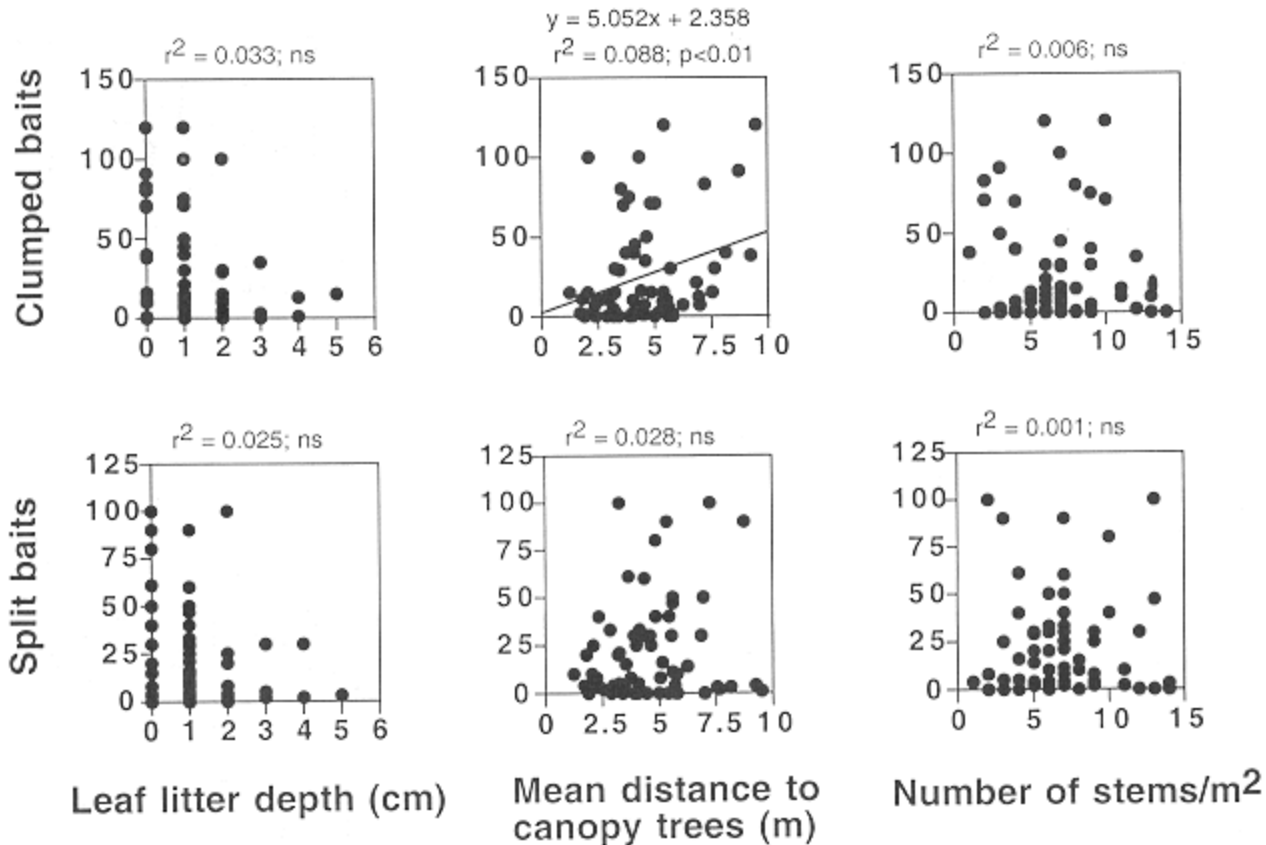 y = 5.052x + 2.358
r2 = 0.033; ns
r2 = 0.088; p<0.01
r2 = 0.006; ns
Clumped baits
150
100
50
0
0 1 2 3 4 5 6
150
100
50
0
0 2.5 5 7.5 10
150
100
50
0
0 5 10 15
r2 = 0.025; ns
r2 = 0.028; ns
r2 = 0.001; ns
Split baits
125
100
75
50
25
0
0 1 2 3 4 5 6
125
100
75
50
25
0
0 2.5 5 7.5 10
125
100
75
50
25
0
0 5 10 15
Leaf litter depth (cm)
Mean distance to
canopy trees (m)
Number of stems/m2